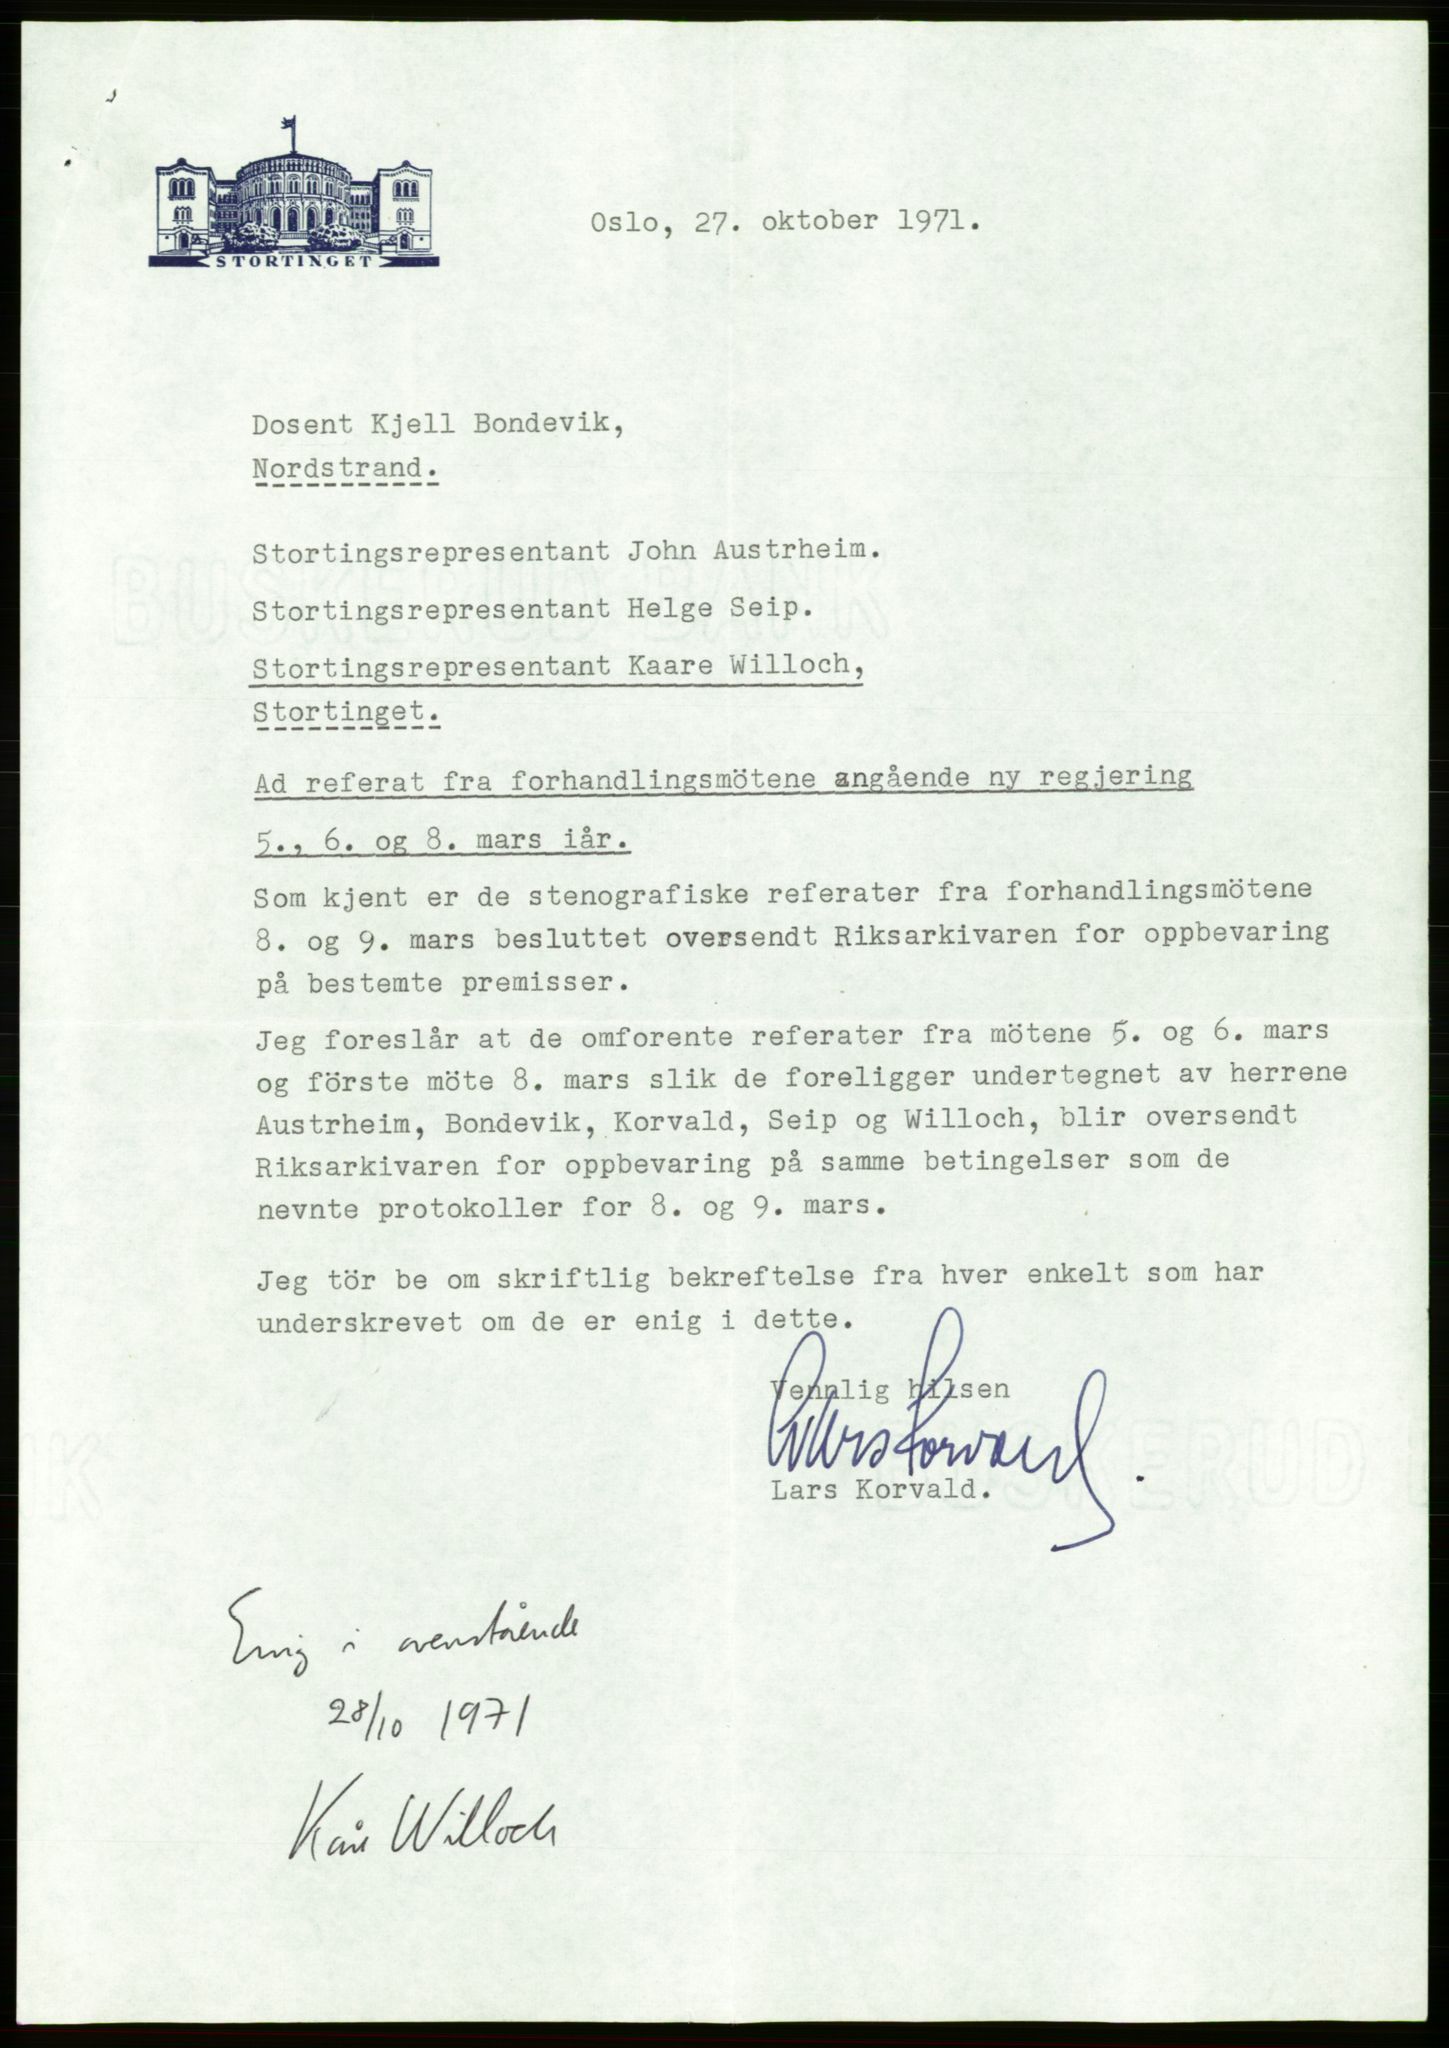 STORTINGET
Oslo, 27. oktober 1971.
Dosent Kjell Bondevik,
Nordstrand.
Stortingsrepresentant John Austrheim.
Stortingsrepresentant Helge Seip.
Stortingsrepresentant Kaare Willoch,
Stortinget.
Ad referat fra forhandlingsmötene angående ny regjering
5., 6. og 8. mars iår.
Som kjent er de stenografiske referater fra forhandlingsmötene
8. og 9. mars besluttet oversendt Riksarkivaren for oppbevaring
på bestemte premisser.
Jeg foreslår at de omforente referater fra mötene 5. og 6. mars
og förste möte 8. mars slik de foreligger undertegnet av herrene
Austrheim, Bondevik, Korvald, Seip og Willoch, blir oversendt
Riksarkivaren for oppbevaring på samme betingelser som de
nevnte protokoller for 8. og 9. mars.
Jeg tör be om skriftlig bekreftelse fra hver enkelt som har
underskrevet om de er enig i dette.
Vennlig hilsen
Lars Korvald
Lars Korvald.
Enig i ovenstående
28/10 1971
Kåre Willoch
BUSKERUD BANK
NK
BUSKERUD B